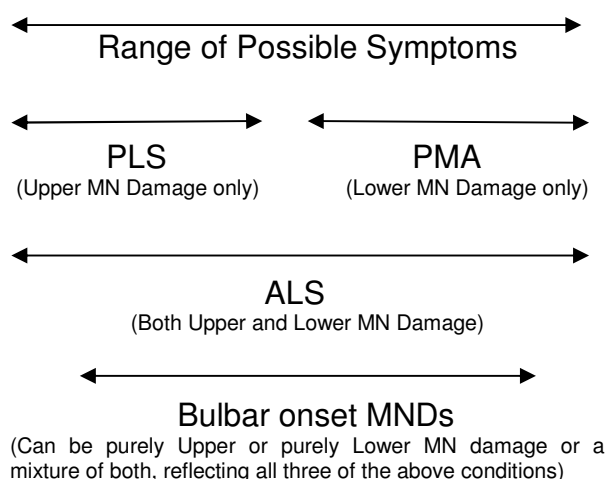 Range of Possible Symptoms
PLS
(Upper MN Damage only)
PMA
(Lower MN Damage only)
ALS
(Both Upper and Lower MN Damage)
Bulbar onset MNDs
(Can be purely Upper or purely Lower MN damage or a
mixture of both, reflecting all three of the above conditions)